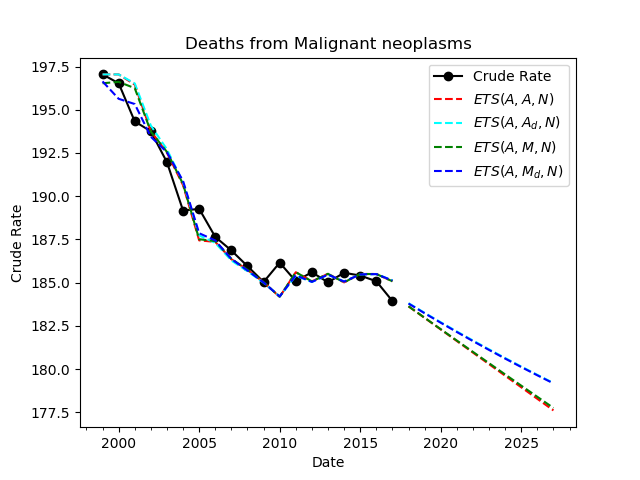 Deaths from Malignant neoplasms
197.5
195.0
192.5
190.0
187.5
185.0
182.5
180.0
177.5
Crude Rate
Crude Rate
ETS(A, A, N)
ETS(A, A_d, N)
ETS(A, M, N)
ETS(A, M_d, N)
2000 2005 2010 2015 2020 2025
Date